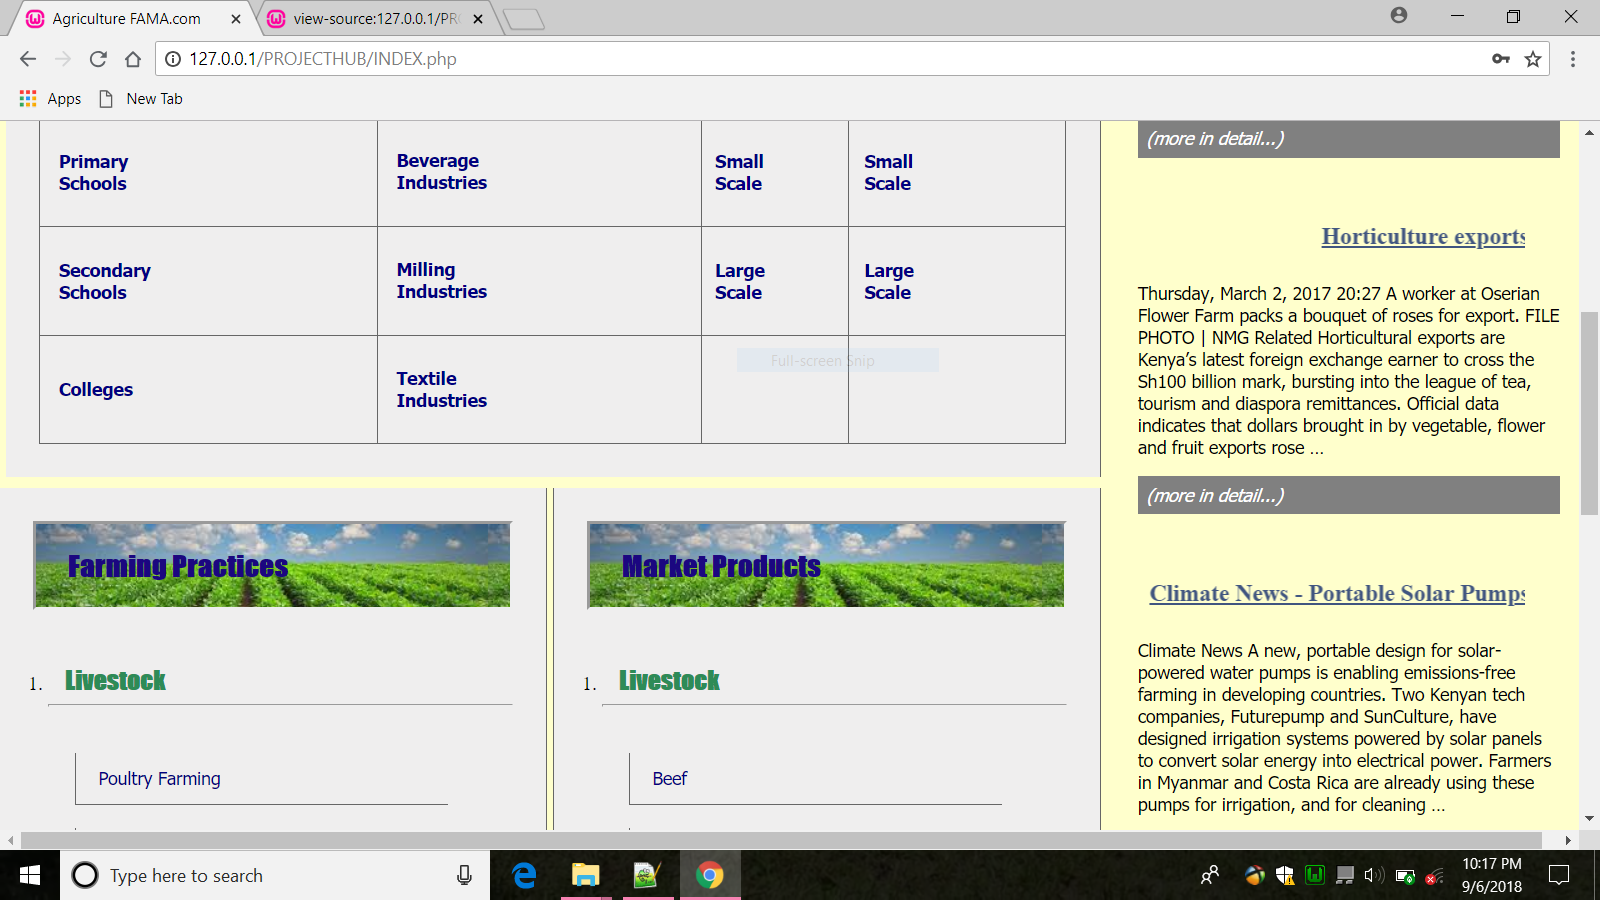 Agriculture FAMA.com
view-source:127.0.0.1/PR
127.0.0.1/PROJECTHUB/INDEX.php
Apps
New Tab
Primary
Schools
Beverage
Industries
Small
Scale
Small
Scale
Secondary
Schools
Milling
Industries
Large
Scale
Large
Scale
Colleges
Textile
Industries
Full-screen Snip
Farming Practices
1. Livestock
Poultry Farming
Market Products
1. Livestock
Beef
(more in detail...)
Horticulture exports
Thursday, March 2, 2017 20:27 A worker at Oserian
Flower Farm packs a bouquet of roses for export. FILE
PHOTO | NMG Related Horticultural exports are
Kenya’s latest foreign exchange earner to cross the
Sh100 billion mark, bursting into the league of tea,
tourism and diaspora remittances. Official data
indicates that dollars brought in by vegetable, flower
and fruit exports rose ...
(more in detail...)
Climate News - Portable Solar Pumps
Climate News A new, portable design for solar-
powered water pumps is enabling emissions-free
farming in developing countries. Two Kenyan tech
companies, Futurepump and SunCulture, have
designed irrigation systems powered by solar panels
to convert solar energy into electrical power. Farmers
in Myanmar and Costa Rica are already using these
pumps for irrigation, and for cleaning ...
Type here to search
10:17 PM
9/6/2018